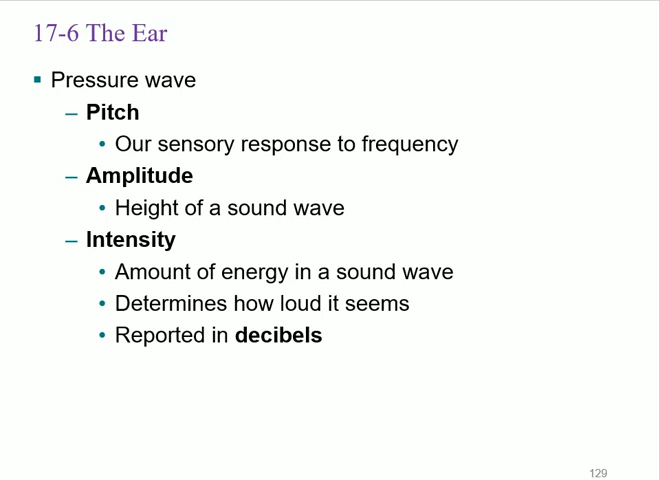 17-6 The Ear
▪ Pressure wave
– Pitch
• Our sensory response to frequency
– Amplitude
• Height of a sound wave
– Intensity
• Amount of energy in a sound wave
• Determines how loud it seems
• Reported in decibels
129